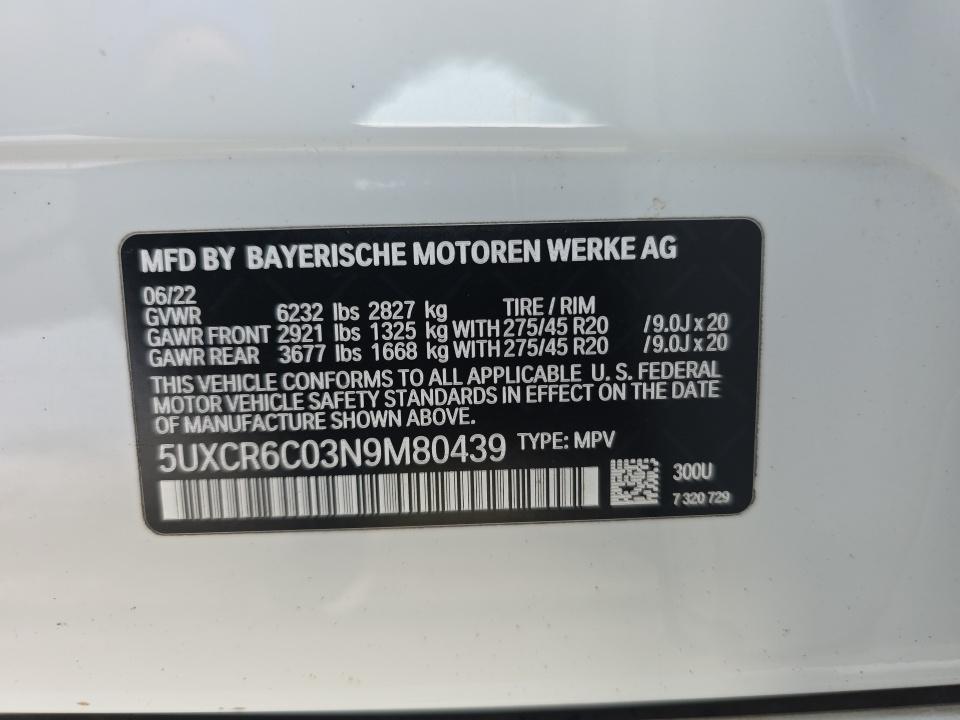 MFD BY BAYERISCHE MOTOREN WERKE AG
06/22
GVWR 6232 lbs 2827 kg TIRE / RIM
GAWR FRONT 2921 lbs 1325 kg WITH 275/45 R20 /9.0J x 20
GAWR REAR 3677 lbs 1668 kg WITH 275/45 R20 /9.0J x 20
THIS VEHICLE CONFORMS TO ALL APPLICABLE U. S. FEDERAL
MOTOR VEHICLE SAFETY STANDARDS IN EFFECT ON THE DATE
OF MANUFACTURE SHOWN ABOVE.
5UXCR6C03N9M80439 TYPE: MPV
300U
7 320 729